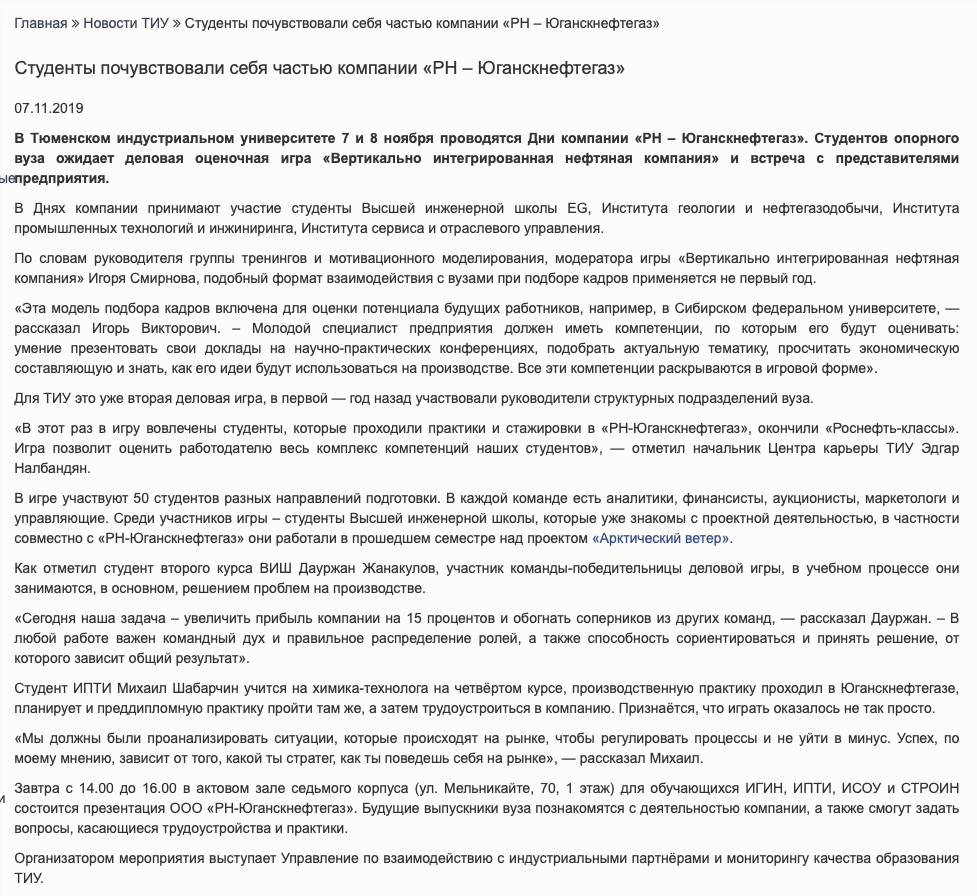 Главная » Новости ТИУ » Студенты почувствовали себя частью компании «РН – Юганскнефтегаз»
Студенты почувствовали себя частью компании «РН – Юганскнефтегаз»
07.11.2019
В Тюменском индустриальном университете 7 и 8 ноября проводятся Дни компании «РН – Юганскнефтегаз». Студентов опорного
вуза ожидает деловая оценочная игра «Вертикально интегрированная нефтяная компания» и встреча с представителями
предприятия.
В Днях компании принимают участие студенты Высшей инженерной школы EG, Института геологии и нефтегазодобычи, Института
промышленных технологий и инжиниринга, Института сервиса и отраслевого управления.
По словам руководителя группы тренингов и мотивационного моделирования, модератора игры «Вертикально интегрированная нефтяная
компания» Игоря Смирнова, подобный формат взаимодействия с вузами при подборе кадров применяется не первый год.
«Эта модель подбора кадров включена для оценки потенциала будущих работников, например, в Сибирском федеральном университете, —
рассказал Игорь Викторович. – Молодой специалист предприятия должен иметь компетенции, по которым его будут оценивать:
умение презентовать свои доклады на научно-практических конференциях, подобрать актуальную тематику, просчитать экономическую
составляющую и знать, как его идеи будут использоваться на производстве. Все эти компетенции раскрываются в игровой форме».
Для ТИУ это уже вторая деловая игра, в первой — год назад участвовали руководители структурных подразделений вуза.
«В этот раз в игру вовлечены студенты, которые проходили практики и стажировки в «РН-Юганскнефтегаз», окончили «Роснефть-классы».
Игра позволит оценить работодателю весь комплекс компетенций наших студентов», — отметил начальник Центра карьеры ТИУ Эдгар
Налбандян.
В игре участвуют 50 студентов разных направлений подготовки. В каждой команде есть аналитики, финансисты, аукционисты, маркетологи и
управляющие. Среди участников игры – студенты Высшей инженерной школы, которые уже знакомы с проектной деятельностью, в частности
совместно с «РН-Юганскнефтегаз» они работали в прошедшем семестре над проектом «Арктический ветер».
Как отметил студент второго курса ВИШ Дауржан Жанакулов, участник команды-победительницы деловой игры, в учебном процессе они
занимаются, в основном, решением проблем на производстве.
«Сегодня наша задача – увеличить прибыль компании на 15 процентов и обогнать соперников из других команд, — рассказал Дауржан. – В
любой работе важен командный дух и правильное распределение ролей, а также способность сориентироваться и принять решение, от
которого зависит общий результат».
Студент ИПТИ Михаил Шабарчин учится на химика-технолога на четвёртом курсе, производственную практику проходил в Юганскнефтегазе,
планирует и преддипломную практику пройти там же, а затем трудоустроиться в компанию. Признаётся, что играть оказалось не так просто.
«Мы должны были проанализировать ситуации, которые происходят на рынке, чтобы регулировать процессы и не уйти в минус. Успех, по
моему мнению, зависит от того, какой ты стратег, как ты поведешь себя на рынке», — рассказал Михаил.
Завтра с 14.00 до 16.00 в актовом зале седьмого корпуса (ул. Мельникайте, 70, 1 этаж) для обучающихся ИГИН, ИПТИ, ИСОУ и СТРОИН
состоится презентация ООО «РН-Юганскнефтегаз». Будущие выпускники вуза познакомятся с деятельностью компании, а также смогут задать
вопросы, касающиеся трудоустройства и практики.
Организатором мероприятия выступает Управление по взаимодействию с индустриальными партнёрами и мониторингу качества образования
ТИУ.